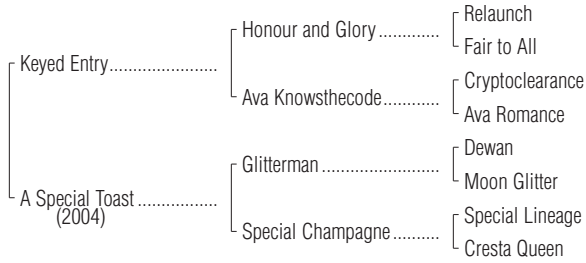 Relaunch
Honour and Glory............
Fair to All
Keyed Entry.....................
Cryptoclearance
Ava Knowsthecode...........
Ava Romance
Dewan
Glitterman .......................
Moon Glitter
A Special Toast ...............
(2004)
Special Lineage
Special Champagne.........
Cresta Queen